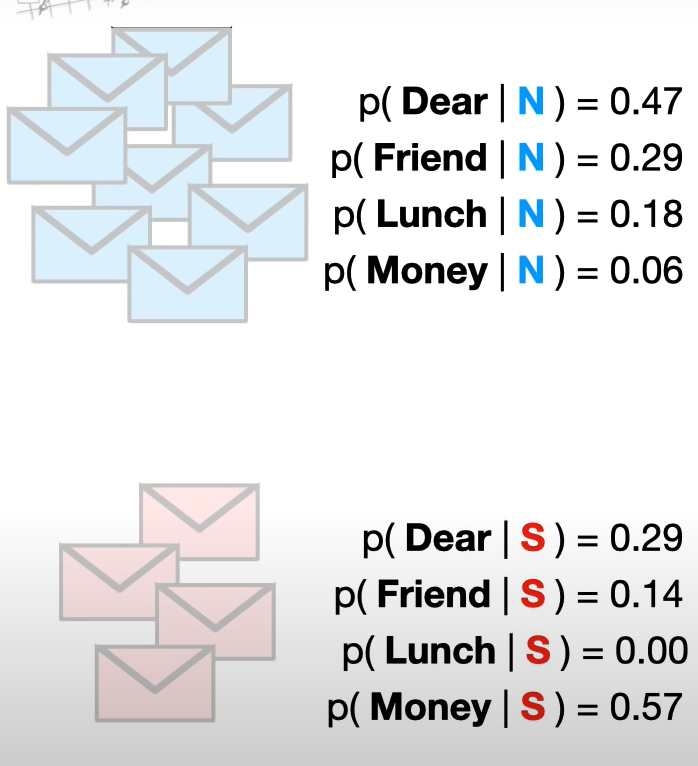 p( Dear | N ) = 0.47
p( Friend | N ) = 0.29
p( Lunch | N ) = 0.18
p( Money | N ) = 0.06
p( Dear | S ) = 0.29
p( Friend | S ) = 0.14
p( Lunch | S ) = 0.00
p( Money | S ) = 0.57